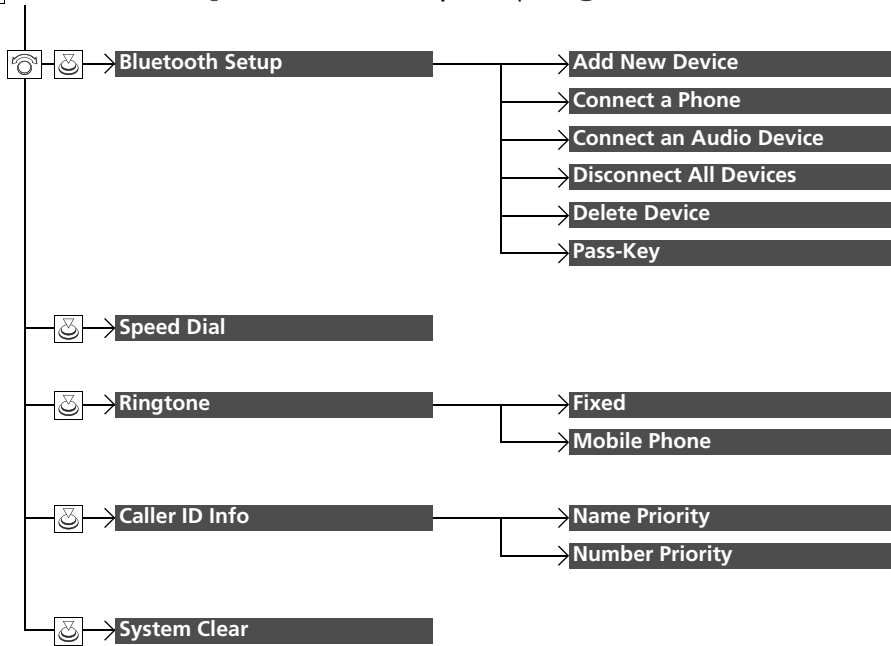 Bluetooth Setup
Add New Device
Connect a Phone
Connect an Audio Device
Disconnect All Devices
Delete Device
Pass-Key
Speed Dial
Ringtone
Fixed
Mobile Phone
Caller ID Info
Name Priority
Number Priority
System Clear